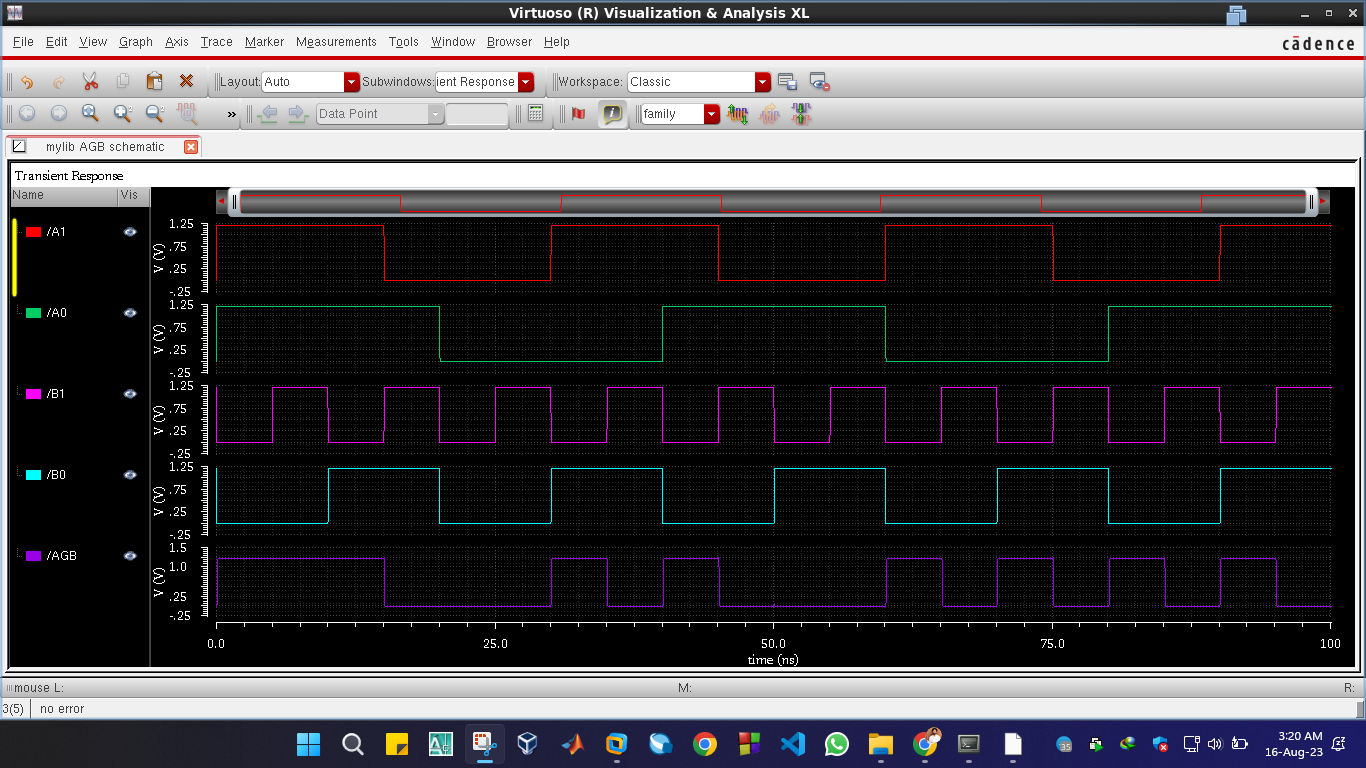 Virtuoso (R) Visualization & Analysis XL
File Edit View Graph Axis Trace Marker Measurements Tools Window Browser Help
cādence
Layout: Auto Subwindows: ient Response Workspace: Classic
» Data Point family
mylib AGB schematic
Transient Response
Name Vis
/A1
V (V)
1.25
.75
.25
-.25
/A0
V (V)
1.25
.75
.25
-.25
/B1
V (V)
1.25
.75
.25
-.25
/B0
V (V)
1.25
.75
.25
-.25
/AGB
V (V)
1.5
1.0
.25
-.25
0.0 25.0 50.0 75.0 100
time (ns)
mouse L: M: R:
3(5) no error
3:20 AM
16-Aug-23